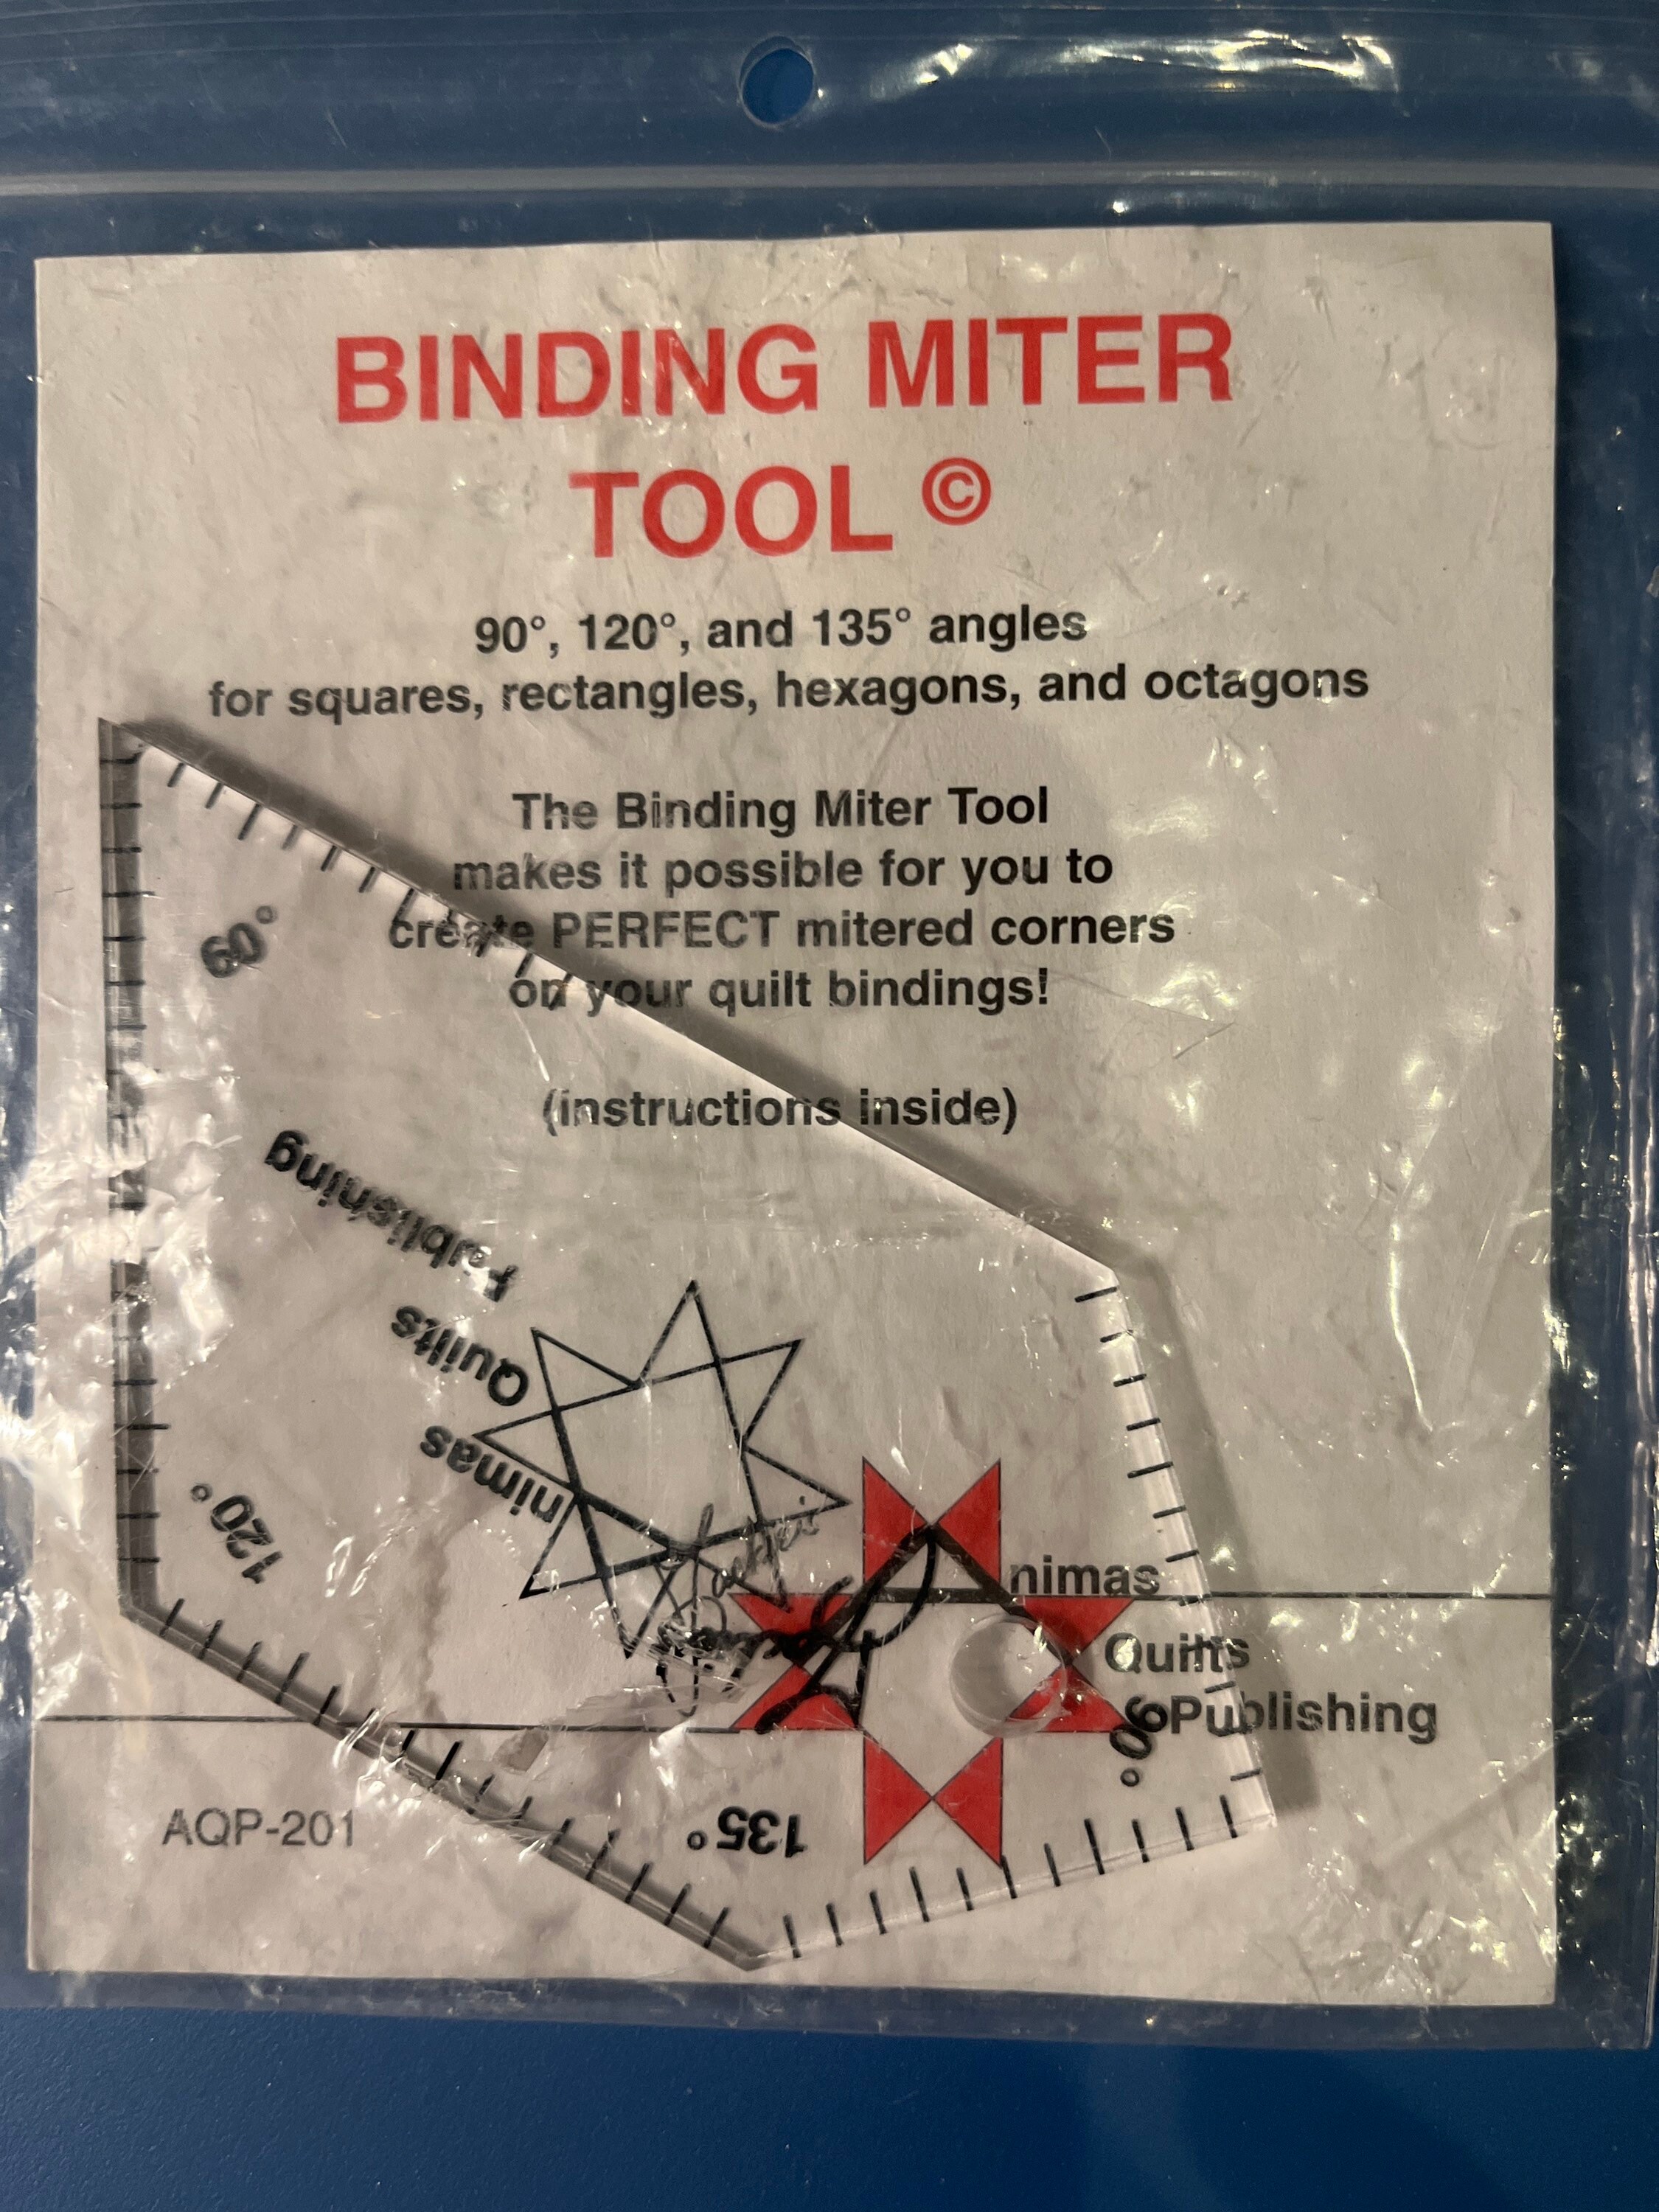 BINDING MITER
TOOL ©
90°, 120°, and 135° angles
for squares, rectangles, hexagons, and octagons
The Binding Miter Tool
makes it possible for you to
create PERFECT mitered corners
on your quilt bindings!
(instructions inside)
60°
Publishing
Quilts
nimas
120°
135°
90°
nimas
Quilts
Publishing
AQP-201